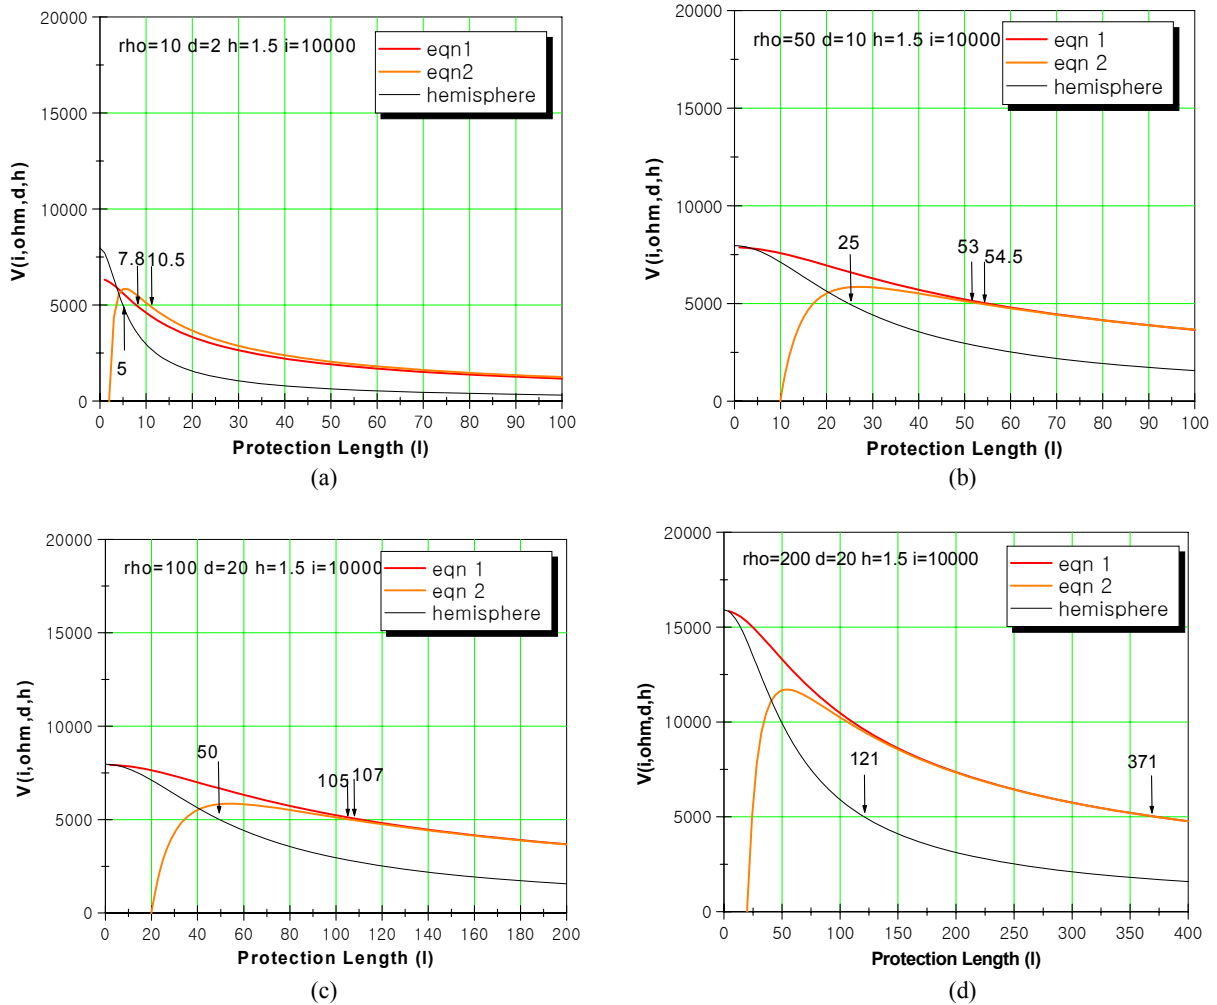 20000
15000
10000
5000
0
V(i,ohm,d,h)
rho=10 d=2 h=1.5 i=10000
eqn1
eqn2
hemisphere
7.8
10.5
5
0 10 20 30 40 50 60 70 80 90 100
Protection Length (l)
(a)
20000
15000
10000
5000
0
V(i,ohm,d,h)
rho=50 d=10 h=1.5 i=10000
eqn 1
eqn 2
hemisphere
25
53
54.5
0 10 20 30 40 50 60 70 80 90 100
Protection Length (l)
(b)
20000
15000
10000
5000
0
V(i,ohm,d,h)
rho=100 d=20 h=1.5 i=10000
eqn 1
eqn 2
hemisphere
50
105
107
0 20 40 60 80 100 120 140 160 180 200
Protection Length (l)
(c)
20000
15000
10000
5000
0
V(i,ohm,d,h)
rho=200 d=20 h=1.5 i=10000
eqn 1
eqn 2
hemisphere
121
371
0 50 100 150 200 250 300 350 400
Protection Length (l)
(d)